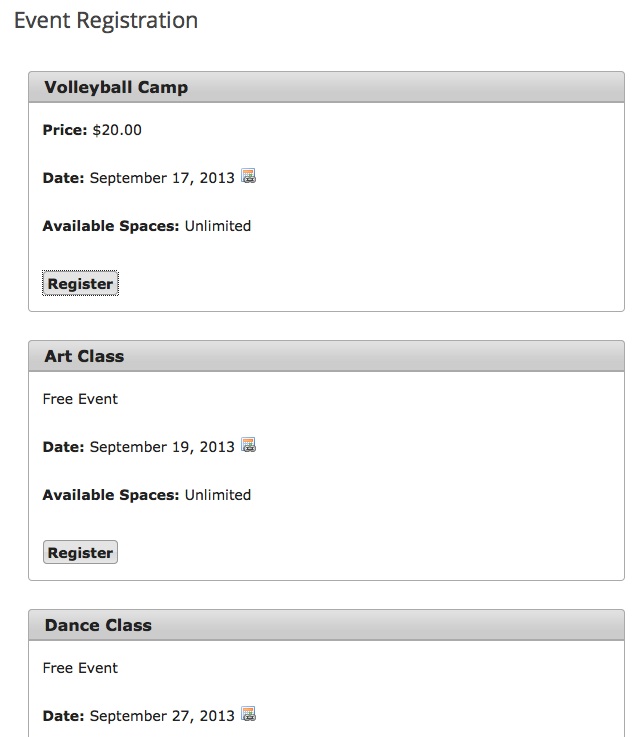 Event Registration
Volleyball Camp
Price: $20.00
Date: September 17, 2013
Available Spaces: Unlimited
Register
Art Class
Free Event
Date: September 19, 2013
Available Spaces: Unlimited
Register
Dance Class
Free Event
Date: September 27, 2013